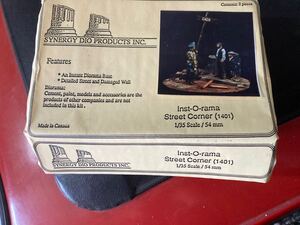 Contents: 2 pieces
SYNERGY DIO PRODUCTS INC.
Features
• An Instant Diorama Base
• Detailed Street and Damaged Wall
Dioramas:
Cement, paint, models and accessories are the
products of other companies and are not
included in this kit.
Made in Canada
Inst-O-rama
Street Corner (1401)
1/35 Scale / 54 mm
SYNERGY DIO PRODUCTS INC.
Inst-O-rama
Street Corner (1401)
1/35 Scale / 54 mm